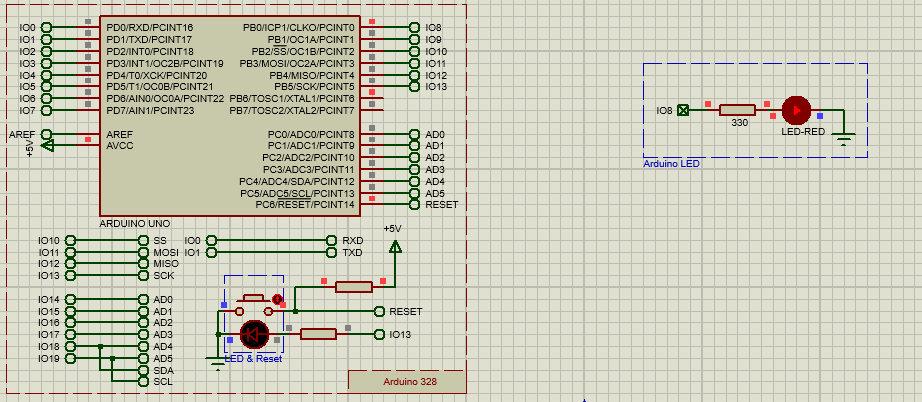 IO0 PD0/RXD/PCINT16 PB0/ICP1/CLKO/PCINT0 IO8
IO1 PD1/TXD/PCINT17 PB1/OC1A/PCINT1 IO9
IO2 PD2/INT0/PCINT18 PB2/SS/OC1B/PCINT2 IO10
IO3 PD3/INT1/OC2B/PCINT19 PB3/MOSI/OC2A/PCINT3 IO11
IO4 PD4/T0/XCK/PCINT20 PB4/MISO/PCINT4 IO12
IO5 PD5/T1/OC0B/PCINT21 PB5/SCK/PCINT5 IO13
IO6 PD6/AIN0/OC0A/PCINT22 PB6/TOSC1/XTAL1/PCINT6
IO7 PD7/AIN1/PCINT23 PB7/TOSC2/XTAL2/PCINT7
AREF AREF PC0/ADC0/PCINT8 AD0
+5V AVCC PC1/ADC1/PCINT9 AD1
PC2/ADC2/PCINT10 AD2
PC3/ADC3/PCINT11 AD3
PC4/ADC4/SDA/PCINT12 AD4
PC5/ADC5/SCL/PCINT13 AD5
PC6/RESET/PCINT14 RESET
ARDUINO UNO
IO8 330 LED-RED
Arduino LED
+5V
IO10 SS IO0 RXD
IO11 MOSI IO1 TXD
IO12 MISO
IO13 SCK
IO14 AD0
IO15 AD1 RESET
IO16 AD2
IO17 AD3 IO13
IO18 AD4
IO19 AD5 LED & Reset
SDA
SCL
Arduino 328